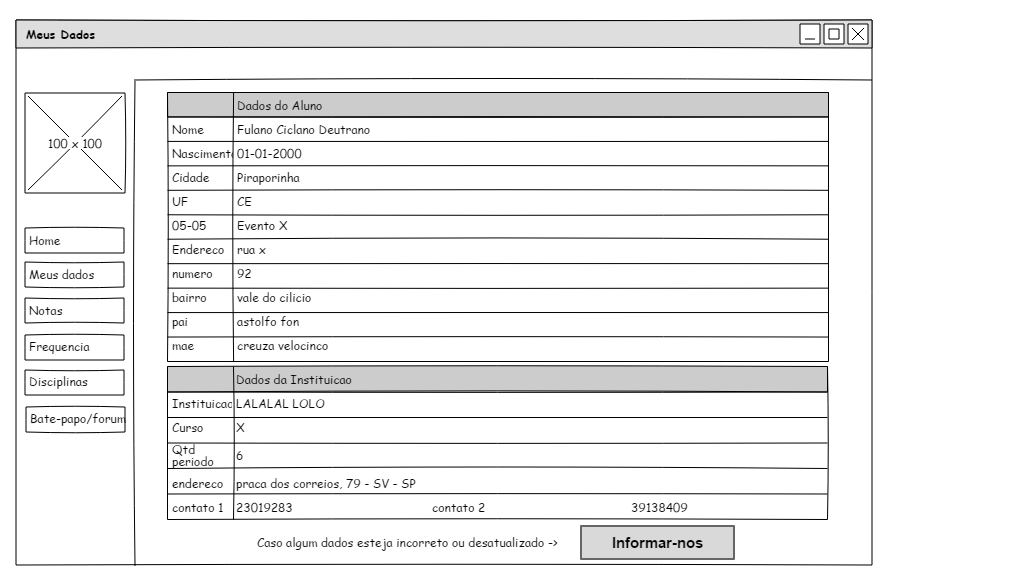 Meus Dados
100 x 100
Home
Meus dados
Notas
Frequencia
Disciplinas
Bate-papo/forum
Dados do Aluno
Nome Fulano Ciclano Deutrano
Nasciment 01-01-2000
Cidade Piraporinha
UF CE
05-05 Evento X
Endereco rua x
numero 92
bairro vale do cilicio
pai astolfo fon
mae creuza velocinco
Dados da Instituicao
Instituicao LALALAL LOLO
Curso X
Qtd
periodo 6
endereco praca dos correios, 79 - SV - SP
contato 1 23019283 contato 2 39138409
Caso algum dados esteja incorreto ou desatualizado -> Informar-nos